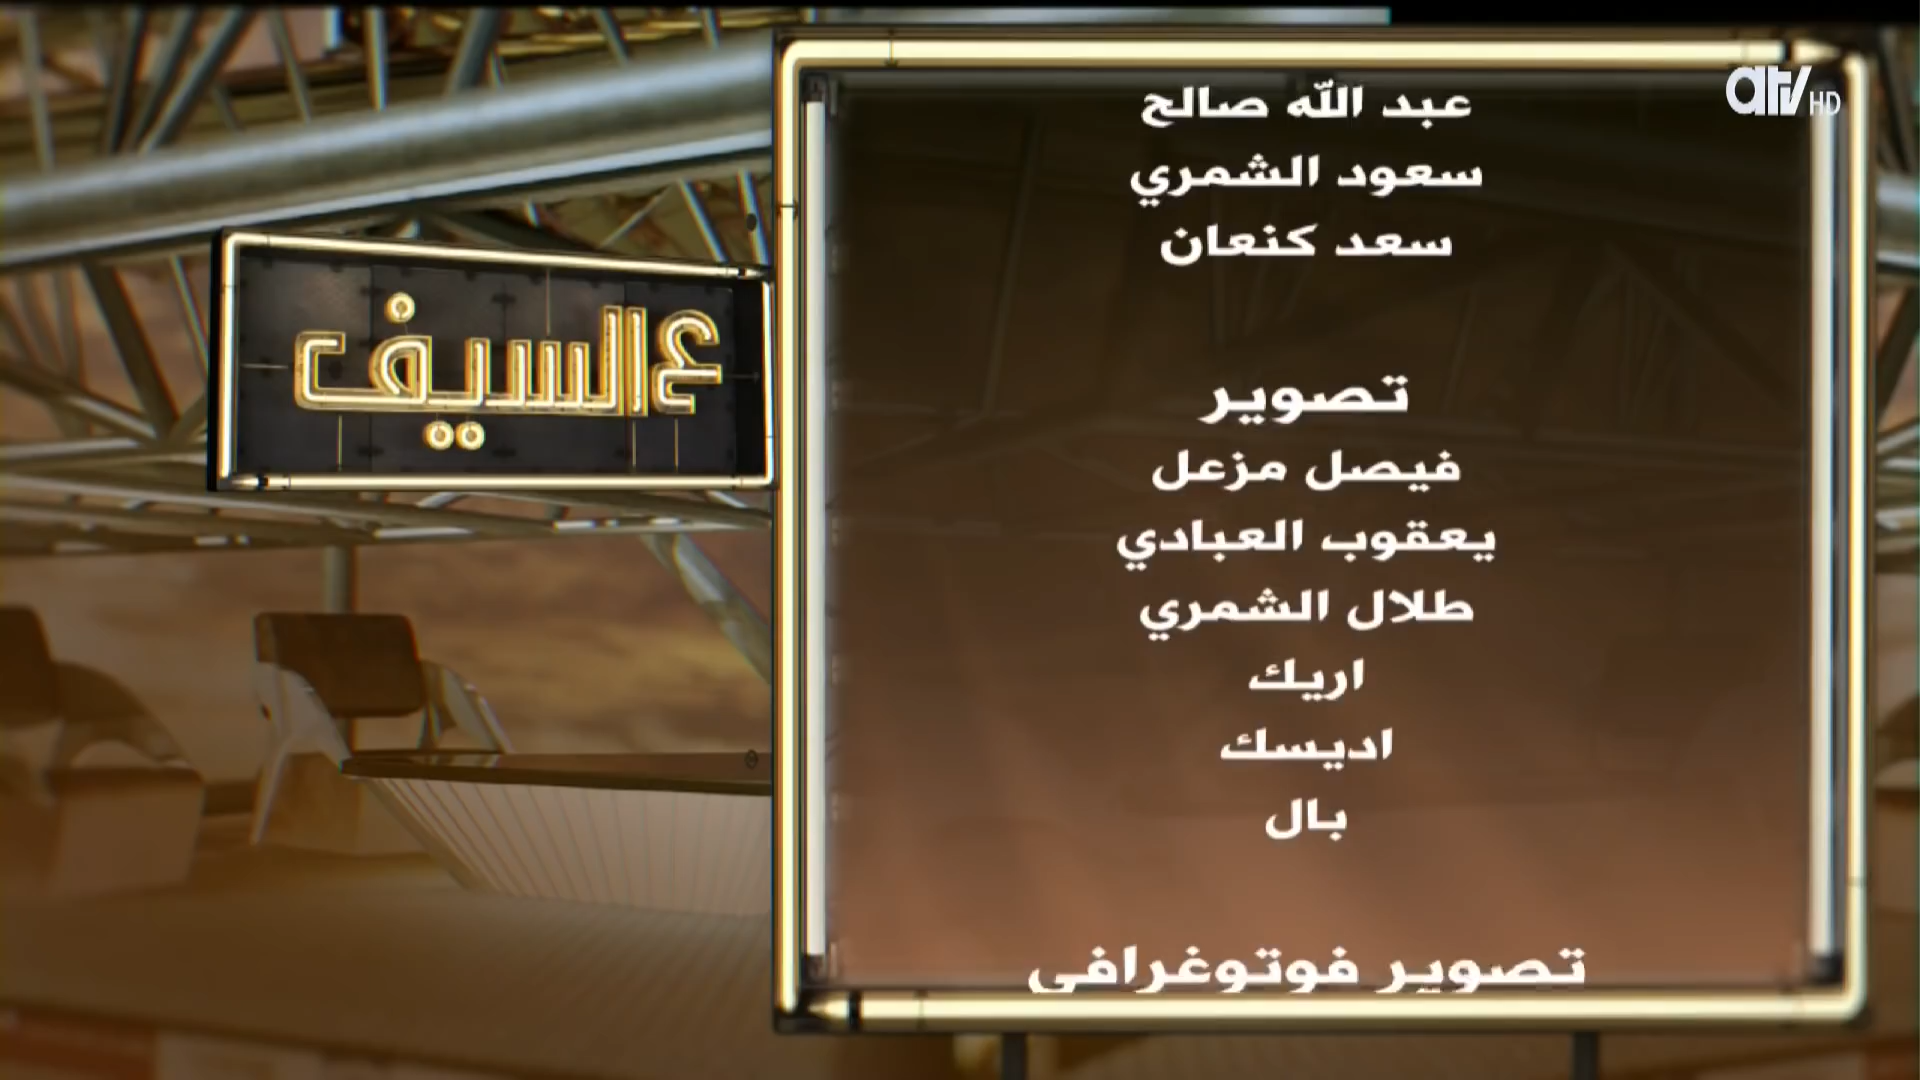 عالسيف
atv HD
عبد الله صالح
سعود الشمري
سعد كنعان
تصوير
فيصل مزعل
يعقوب العبادي
طلال الشمري
اريك
اديسك
بال
تصوير فوتوغرافي